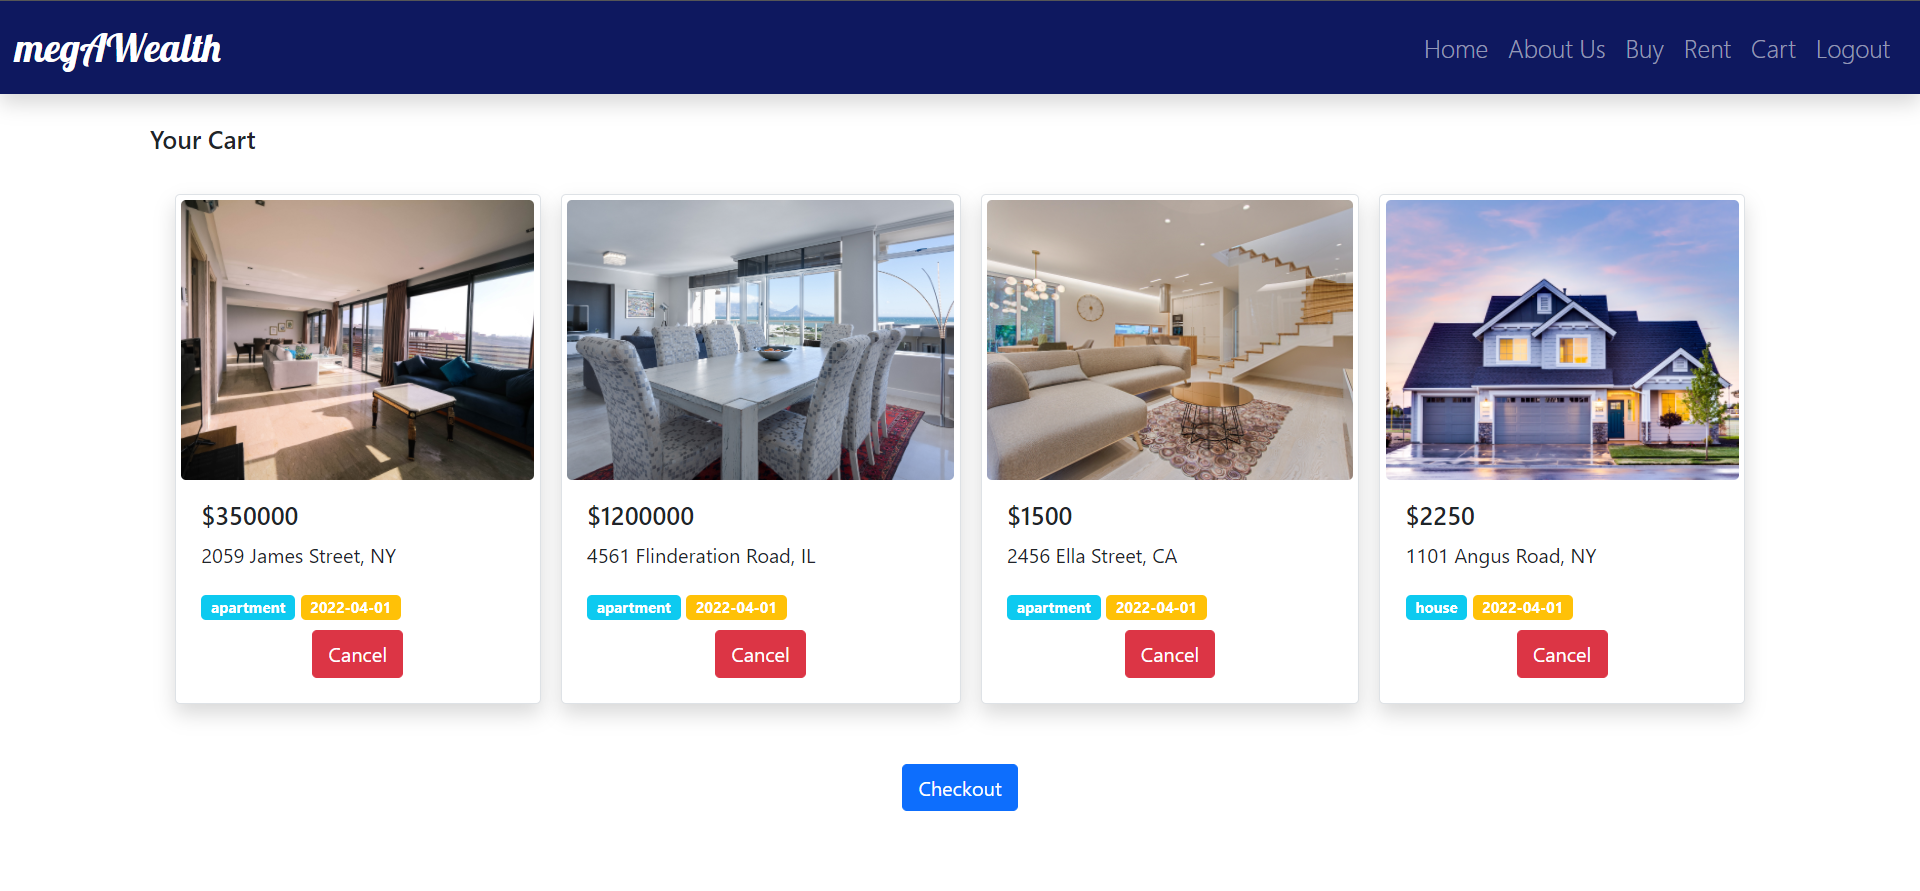 megAWealth
Home About Us Buy Rent Cart Logout
Your Cart
$350000
2059 James Street, NY
apartment 2022-04-01
Cancel
$1200000
4561 Flinderation Road, IL
apartment 2022-04-01
Cancel
$1500
2456 Ella Street, CA
apartment 2022-04-01
Cancel
$2250
1101 Angus Road, NY
house 2022-04-01
Cancel
Checkout